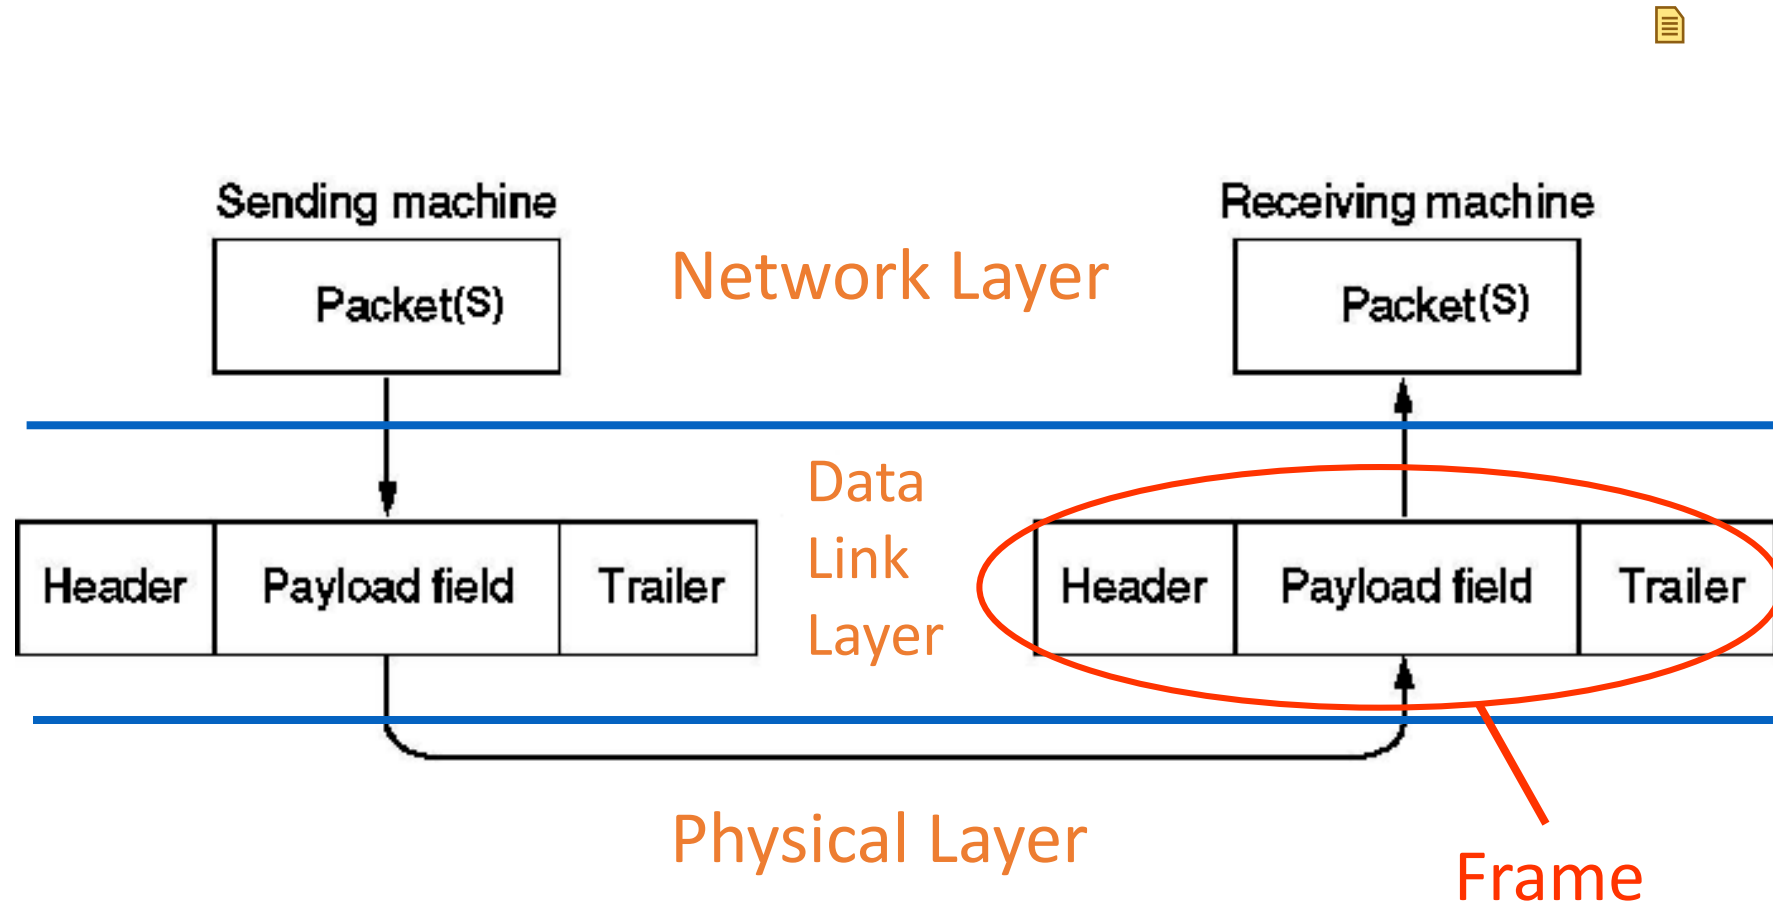 Sending machine
Receiving machine
Packet(S)
Network Layer
Packet(S)
Data
Link
Layer
Header
Payload field
Trailer
Header
Payload field
Trailer
Physical Layer
Frame